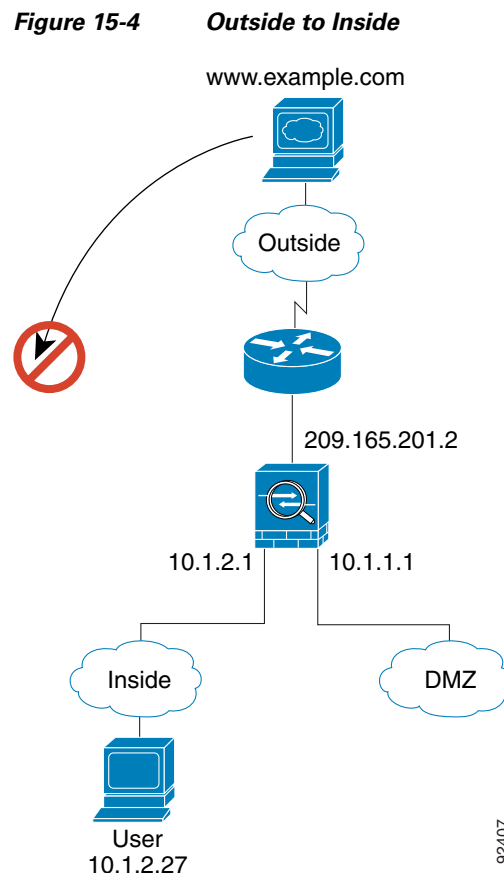 Figure 15-4 Outside to Inside
www.example.com
Outside
209.165.201.2
10.1.2.1 10.1.1.1
Inside DMZ
User
10.1.2.27
92407